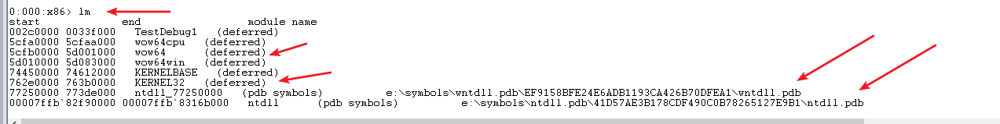 0:000:x86> lm
start end module name
002c0000 0033f000 TestDebug1 (deferred)
5cfa0000 5cfaa000 wow64cpu (deferred)
5cfb0000 5d001000 wow64 (deferred)
5d010000 5d083000 wow64win (deferred)
74450000 74612000 KERNELBASE (deferred)
762e0000 763b0000 KERNEL32 (deferred)
77250000 773de000 ntdll_77250000 (pdb symbols) e:\symbols\wntdll.pdb\EF9158BFE24E6ADB1193CA426B70DFEA1\wntdll.pdb
00007ffb`82f90000 00007ffb`8316b000 ntdll (pdb symbols) e:\symbols\ntdll.pdb\41D57AE3B178CDF490C0B78265127E9B1\ntdll.pdb